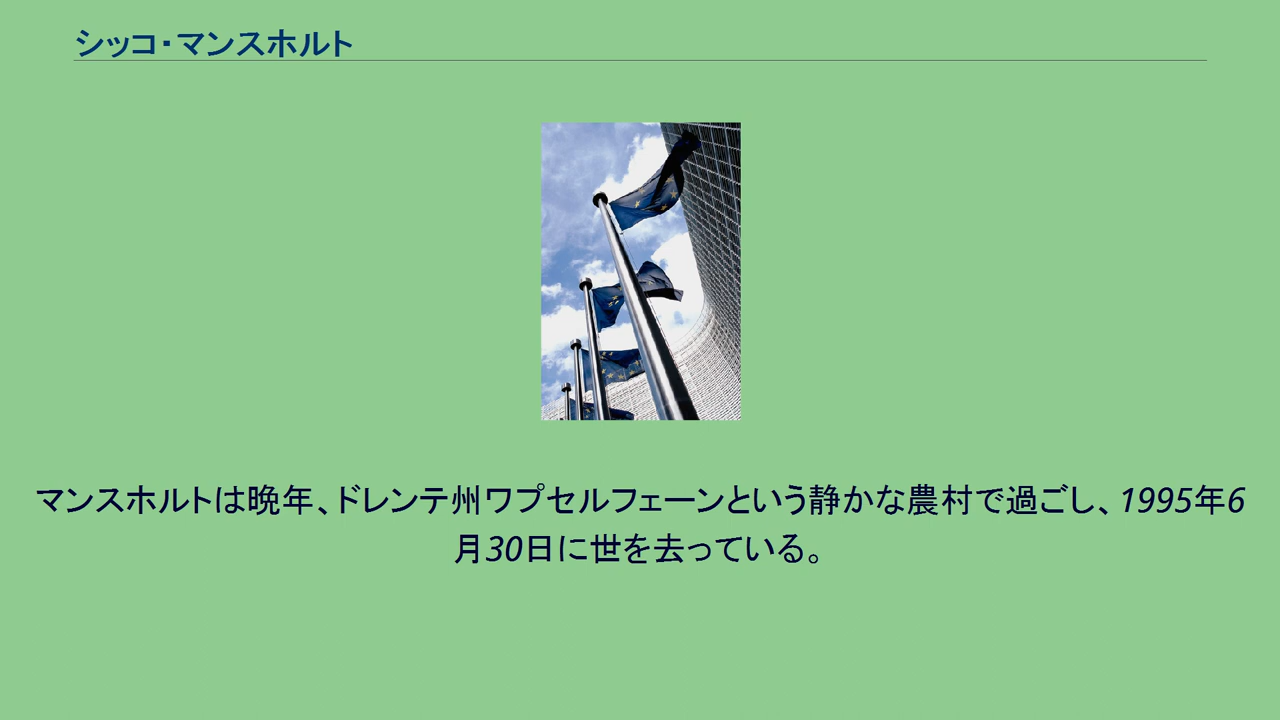 シッコ・マンスホルト
マンスホルトは晩年、ドレンテ州ワプセルフェーンという静かな農村で過ごし、1995年6
月30日に世を去っている。